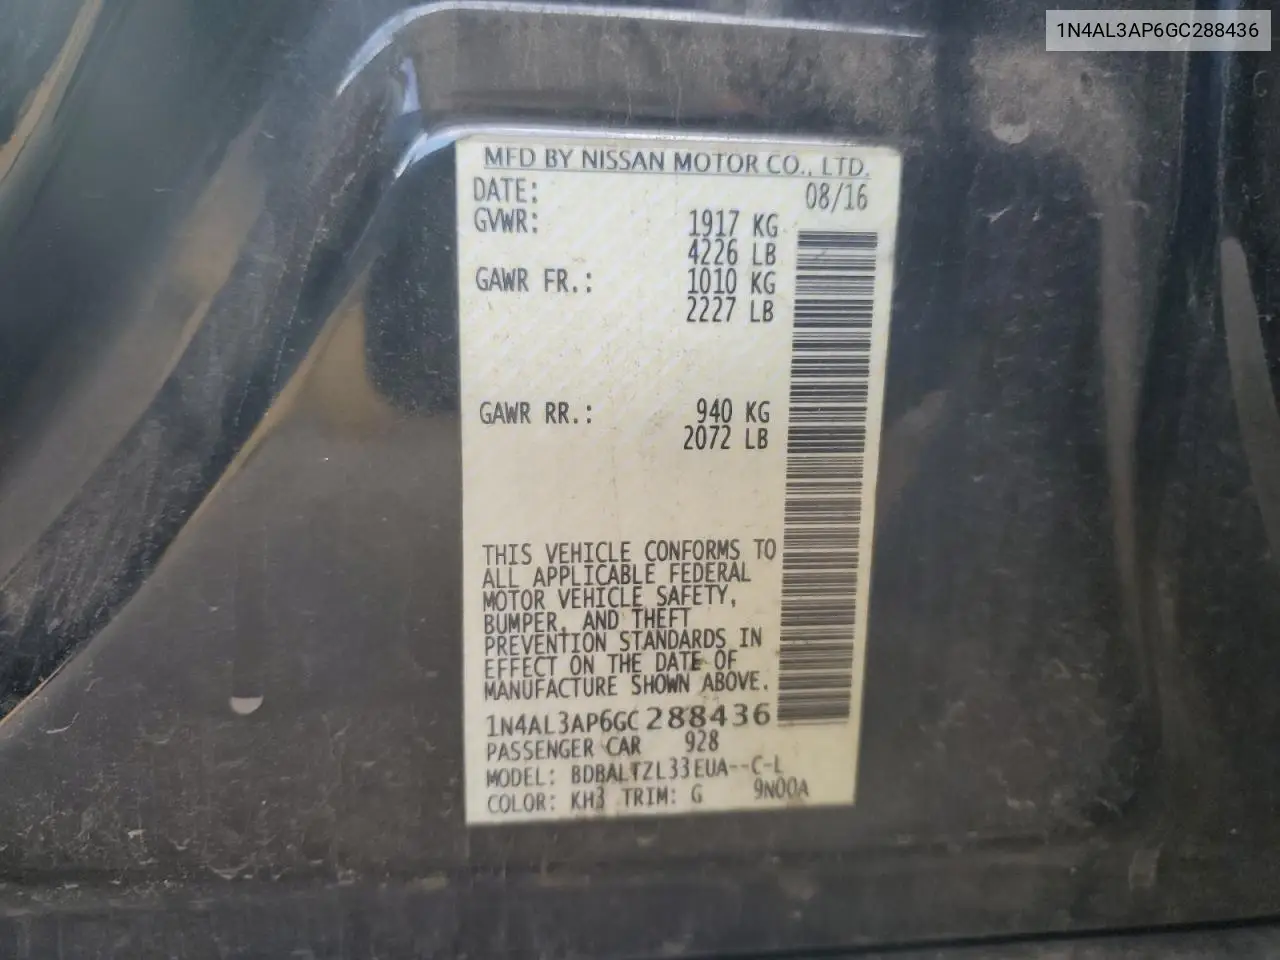 1N4AL3AP6GC288436
MFD BY NISSAN MOTOR CO., LTD.
DATE: 08/16
GVWR: 1917 KG
4226 LB
GAWR FR.: 1010 KG
2227 LB
GAWR RR.: 940 KG
2072 LB
THIS VEHICLE CONFORMS TO
ALL APPLICABLE FEDERAL
MOTOR VEHICLE SAFETY,
BUMPER, AND THEFT
PREVENTION STANDARDS IN
EFFECT ON THE DATE OF
MANUFACTURE SHOWN ABOVE.
1N4AL3AP6GC288436
PASSENGER CAR 928
MODEL: BDBALTZL33EUA--C-L
COLOR: KH3 TRIM: G 9N00A